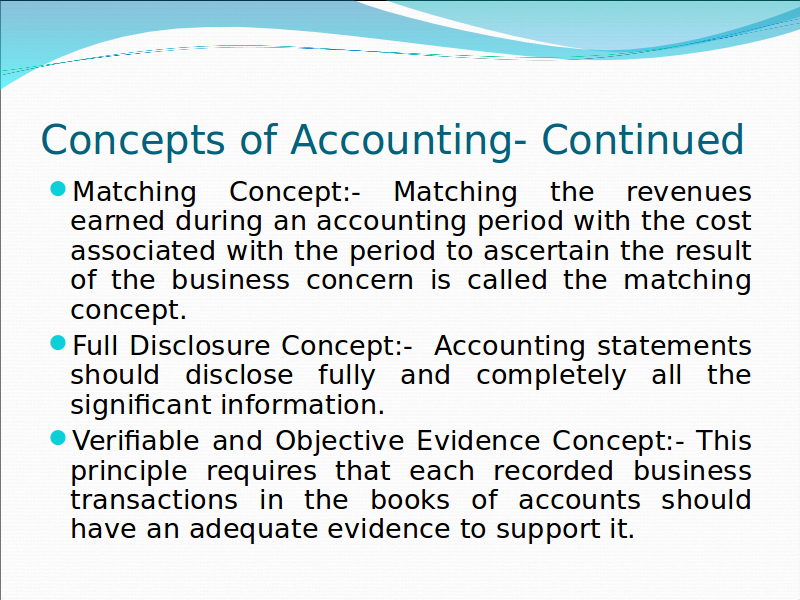 Concepts of Accounting- Continued
Matching Concept:- Matching the revenues
earned during an accounting period with the cost
associated with the period to ascertain the result
of the business concern is called the matching
concept.
Full Disclosure Concept:- Accounting statements
should disclose fully and completely all the
significant information.
Verifiable and Objective Evidence Concept:- This
principle requires that each recorded business
transactions in the books of accounts should
have an adequate evidence to support it.